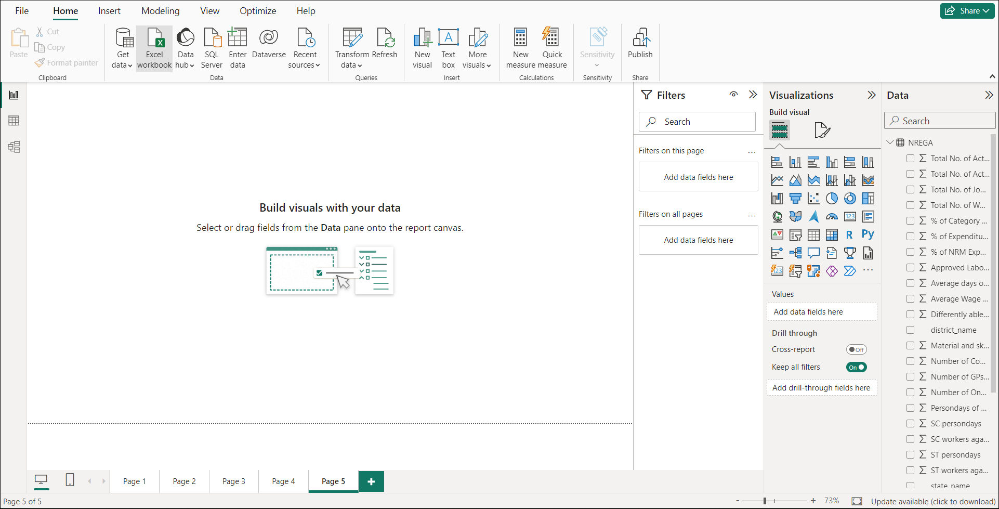 File Home Insert Modeling View Optimize Help Share
Paste
Cut
Copy
Format painter
Clipboard
Get data
Excel workbook
Data hub
SQL Server
Enter data
Dataverse
Recent sources
Data
Transform data
Refresh
Queries
New visual
Text box
More visuals
Insert
New measure
Quick measure
Calculations
Sensitivity
Sensitivity
Publish
Share
Build visuals with your data
Select or drag fields from the Data pane onto the report canvas.
Filters
Search
Filters on this page ...
Add data fields here
Filters on all pages ...
Add data fields here
Visualizations
Build visual
123
R
Py
123
...
Values
Add data fields here
Drill through
Cross-report Off
Keep all filters On
Add drill-through fields here
Data
Search
NREGA
Total No. of Act...
Total No. of Act...
Total No. of Jo...
Total No. of W...
% of Category ...
% of Expenditu...
% of NRM Exp...
Approved Labo...
Average days o...
Average Wage ...
Differently able...
district_name
Material and sk...
Number of Co...
Number of GPs...
Number of On...
Persondays of ...
SC persondays
SC workers aga...
ST persondays
ST workers aga...
state_name
Page 1 Page 2 Page 3 Page 4 Page 5 +
Page 5 of 5
- + 73%
Update available (click to download)